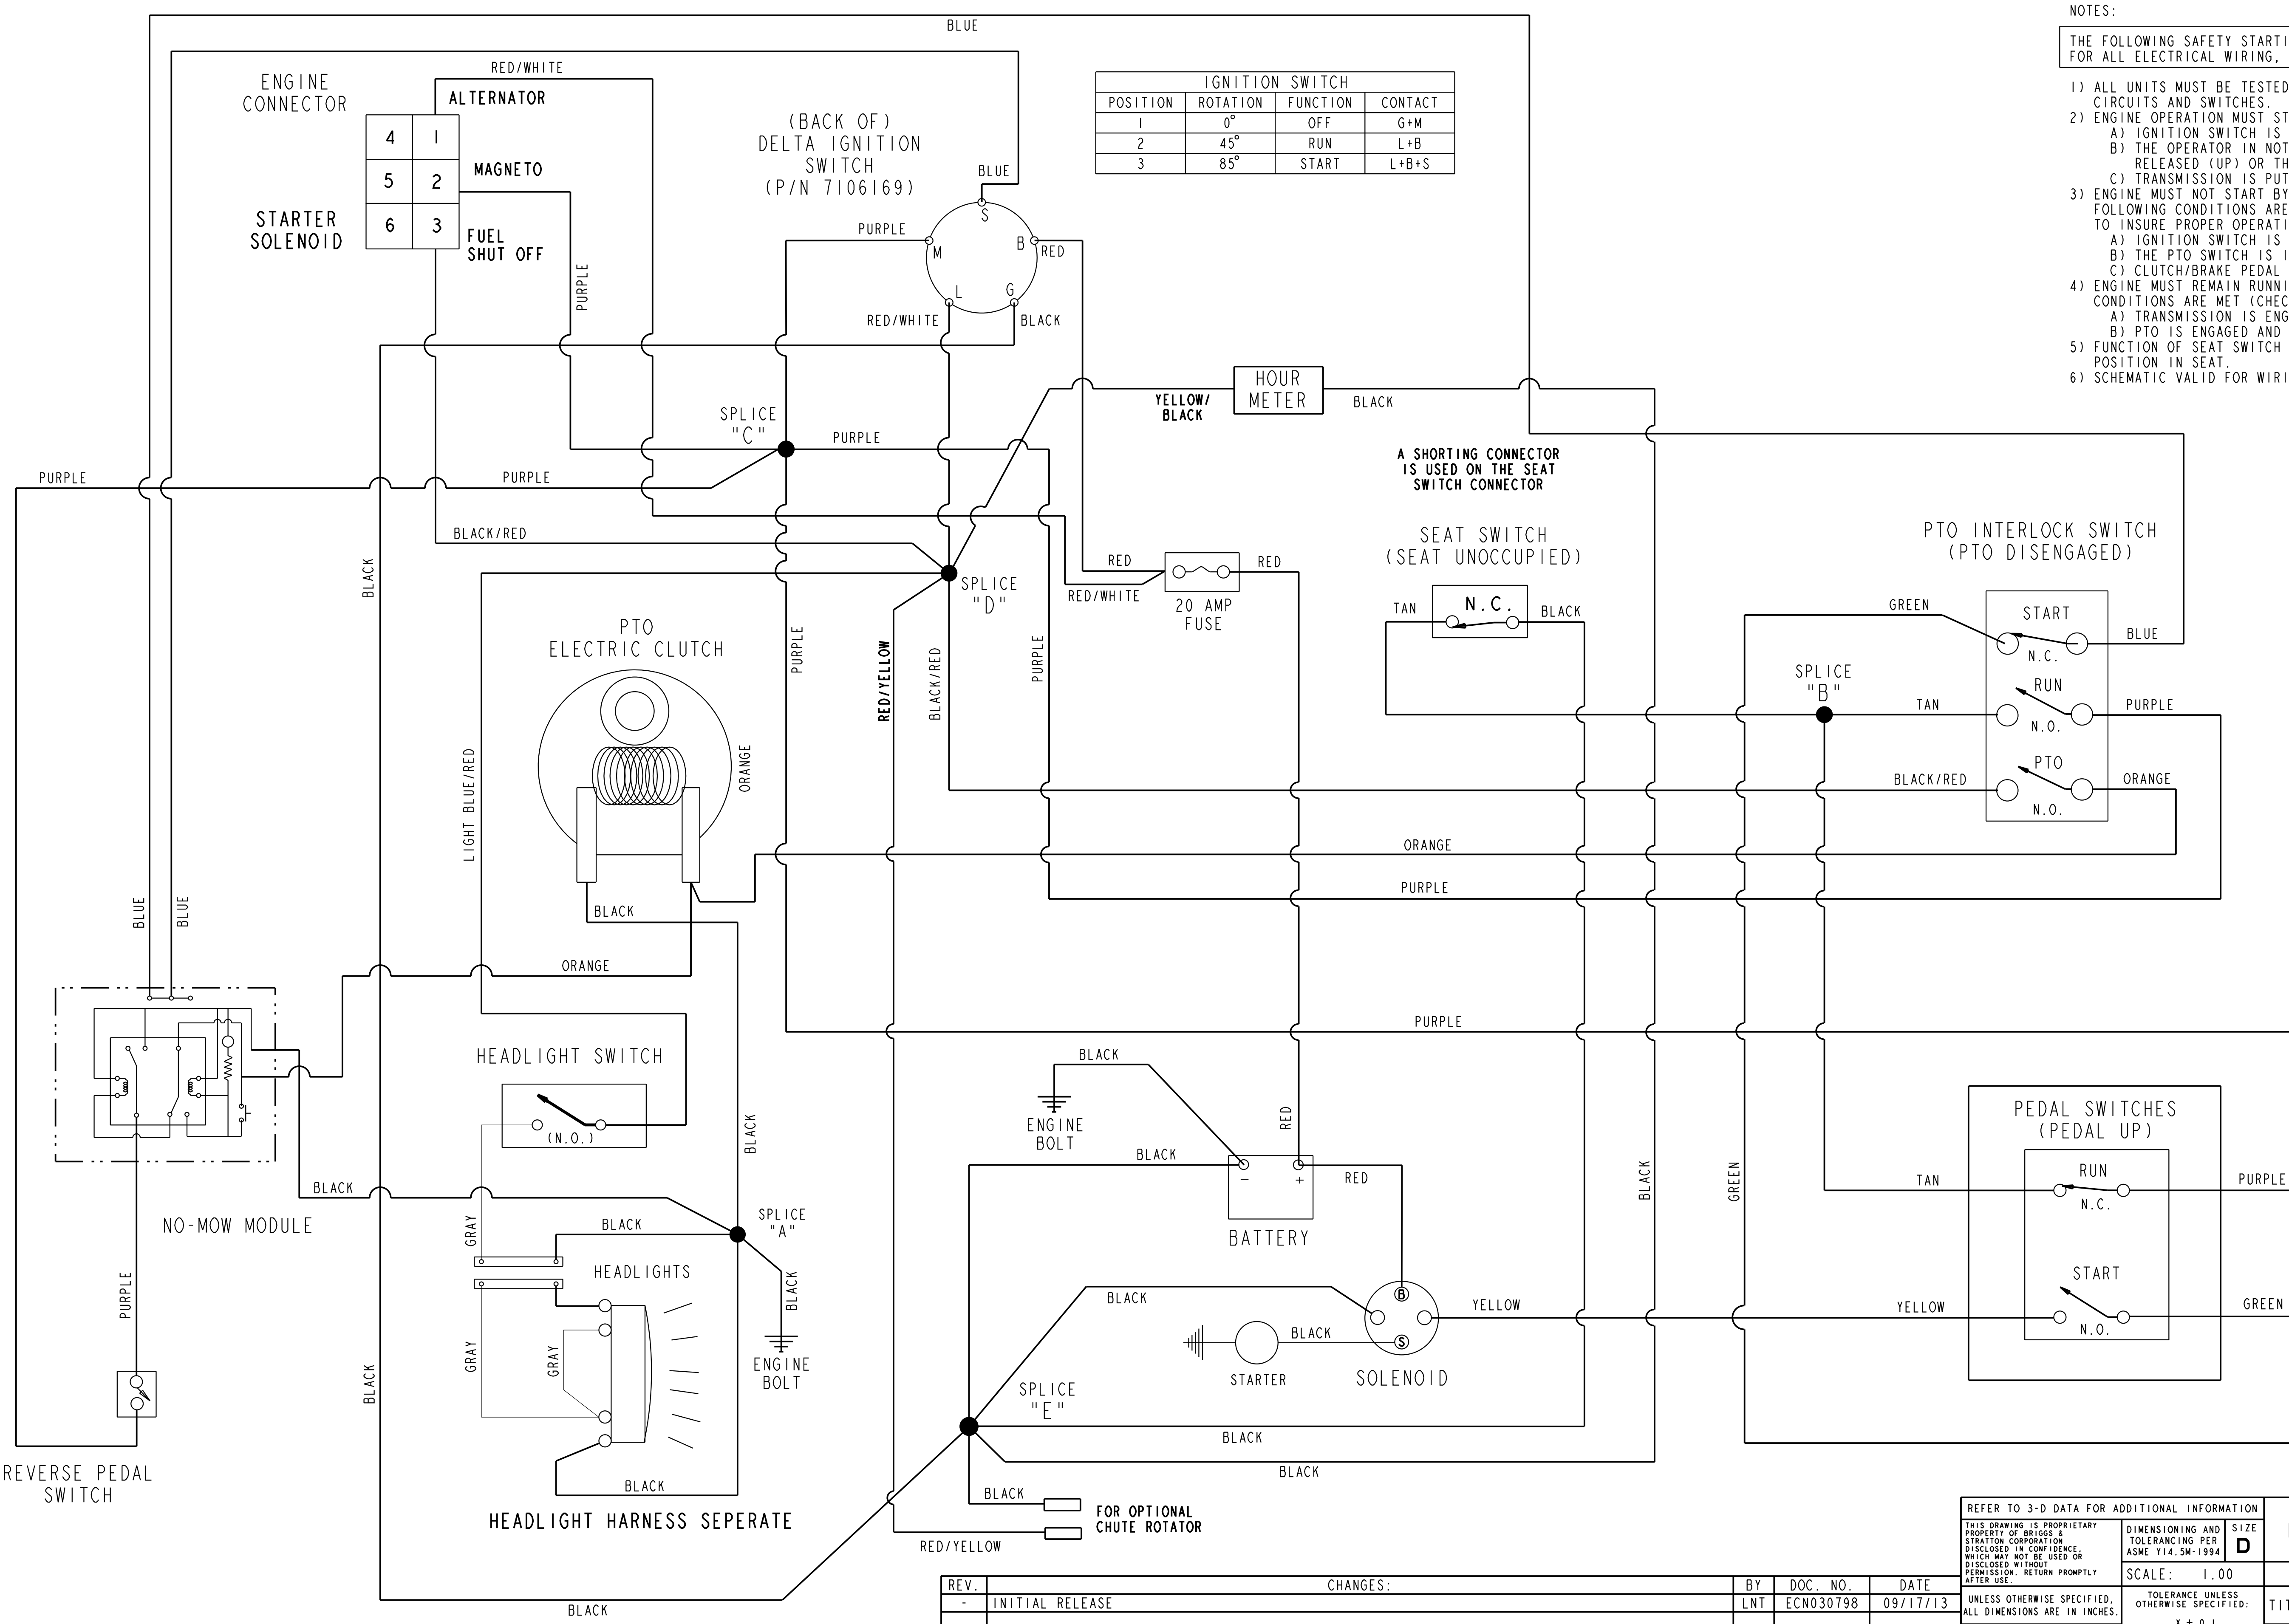 BLUE
RED/WHITE
ENGINE
CONNECTOR
ALTERNATOR
4 1
5 2
6 3
MAGNETO
STARTER
SOLENOID
FUEL
SHUT OFF
PURPLE
(BACK OF)
DELTA IGNITION
SWITCH
(P/N 7106169)
BLUE
S
PURPLE
M
B
RED
L
G
RED/WHITE
BLACK
IGNITION SWITCH
POSITION ROTATION FUNCTION CONTACT
1 0° OFF G+M
2 45° RUN L+B
3 85° START L+B+S
NOTES:
THE FOLLOWING SAFETY STARTI
FOR ALL ELECTRICAL WIRING,
1) ALL UNITS MUST BE TESTED
CIRCUITS AND SWITCHES.
2) ENGINE OPERATION MUST ST
A) IGNITION SWITCH IS
B) THE OPERATOR IN NOT
RELEASED (UP) OR TH
C) TRANSMISSION IS PUT
3) ENGINE MUST NOT START BY
FOLLOWING CONDITIONS ARE
TO INSURE PROPER OPERATI
A) IGNITION SWITCH IS
B) THE PTO SWITCH IS I
C) CLUTCH/BRAKE PEDAL
4) ENGINE MUST REMAIN RUNNI
CONDITIONS ARE MET (CHEC
A) TRANSMISSION IS ENG
B) PTO IS ENGAGED AND
5) FUNCTION OF SEAT SWITCH
POSITION IN SEAT.
6) SCHEMATIC VALID FOR WIRI
HOUR
METER
YELLOW/
BLACK
BLACK
SPLICE
"C"
PURPLE
PURPLE
PURPLE
BLACK/RED
BLACK
A SHORTING CONNECTOR
IS USED ON THE SEAT
SWITCH CONNECTOR
SEAT SWITCH
(SEAT UNOCCUPIED)
TAN
N.C.
BLACK
RED
RED
RED/WHITE
20 AMP
FUSE
SPLICE
"D"
PTO INTERLOCK SWITCH
(PTO DISENGAGED)
GREEN
START
N.C.
BLUE
SPLICE
"B"
TAN
RUN
N.O.
PURPLE
BLACK/RED
PTO
N.O.
ORANGE
PTO
ELECTRIC CLUTCH
LIGHT BLUE/RED
ORANGE
PURPLE
RED/YELLOW
BLACK/RED
PURPLE
ORANGE
PURPLE
BLACK
BLUE
BLUE
ORANGE
PURPLE
NO-MOW MODULE
HEADLIGHT SWITCH
(N.O.)
BLACK
BLACK
GRAY
BLACK
SPLICE
"A"
HEADLIGHTS
GRAY
GRAY
BLACK
ENGINE
BOLT
BLACK
HEADLIGHT HARNESS SEPERATE
PURPLE
REVERSE PEDAL
SWITCH
BLACK
BLACK
BLACK
ENGINE
BOLT
BLACK
RED
-
+
BATTERY
RED
BLACK
B
S
SOLENOID
YELLOW
BLACK
STARTER
SPLICE
"E"
BLACK
BLACK
BLACK
RED/YELLOW
FOR OPTIONAL
CHUTE ROTATOR
BLACK
GREEN
PEDAL SWITCHES
(PEDAL UP)
TAN
RUN
N.C.
PURPLE
YELLOW
START
N.O.
GREEN
REV. CHANGES: BY DOC. NO. DATE
- INITIAL RELEASE LNT ECN030798 09/17/13
REFER TO 3-D DATA FOR ADDITIONAL INFORMATION
THIS DRAWING IS PROPRIETARY
PROPERTY OF BRIGGS &
STRATTON CORPORATION
DISCLOSED IN CONFIDENCE,
WHICH MAY NOT BE USED OR
DISCLOSED WITHOUT
PERMISSION. RETURN PROMPTLY
AFTER USE.
DIMENSIONING AND
TOLERANCING PER
ASME Y14.5M-1994
SIZE
D
SCALE: 1.00
UNLESS OTHERWISE SPECIFIED,
ALL DIMENSIONS ARE IN INCHES.
TOLERANCE UNLESS
OTHERWISE SPECIFIED:
TIT